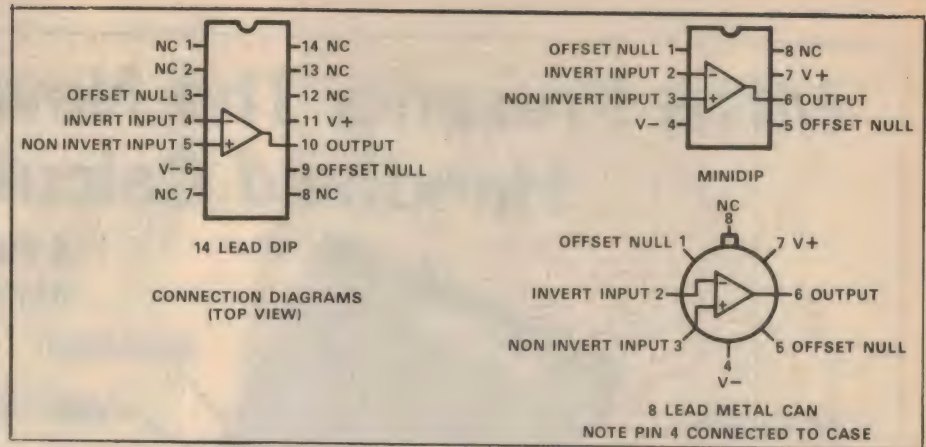 NC 1
NC 2
OFFSET NULL 3
INVERT INPUT 4
NON INVERT INPUT 5
V− 6
NC 7
14 NC
13 NC
12 NC
11 V+
10 OUTPUT
9 OFFSET NULL
8 NC
− +
14 LEAD DIP
CONNECTION DIAGRAMS
(TOP VIEW)
OFFSET NULL 1
INVERT INPUT 2
NON INVERT INPUT 3
V− 4
8 NC
7 V+
6 OUTPUT
5 OFFSET NULL
− +
MINIDIP
NC
8
OFFSET NULL 1
7 V+
INVERT INPUT 2
6 OUTPUT
− +
NON INVERT INPUT 3
5 OFFSET NULL
4
V−
8 LEAD METAL CAN
NOTE PIN 4 CONNECTED TO CASE